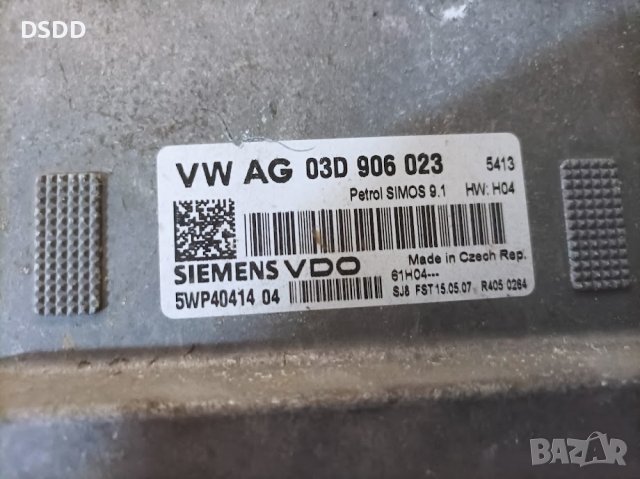 DSDD
VW AG 03D 906 023 5413
Petrol SIMOS 9.1 HW: H04
SIEMENS VDO Made in Czech Rep.
61H04---
5WP40414 04 SJ8 FST 15.05.07 R405 0264
BAZAR